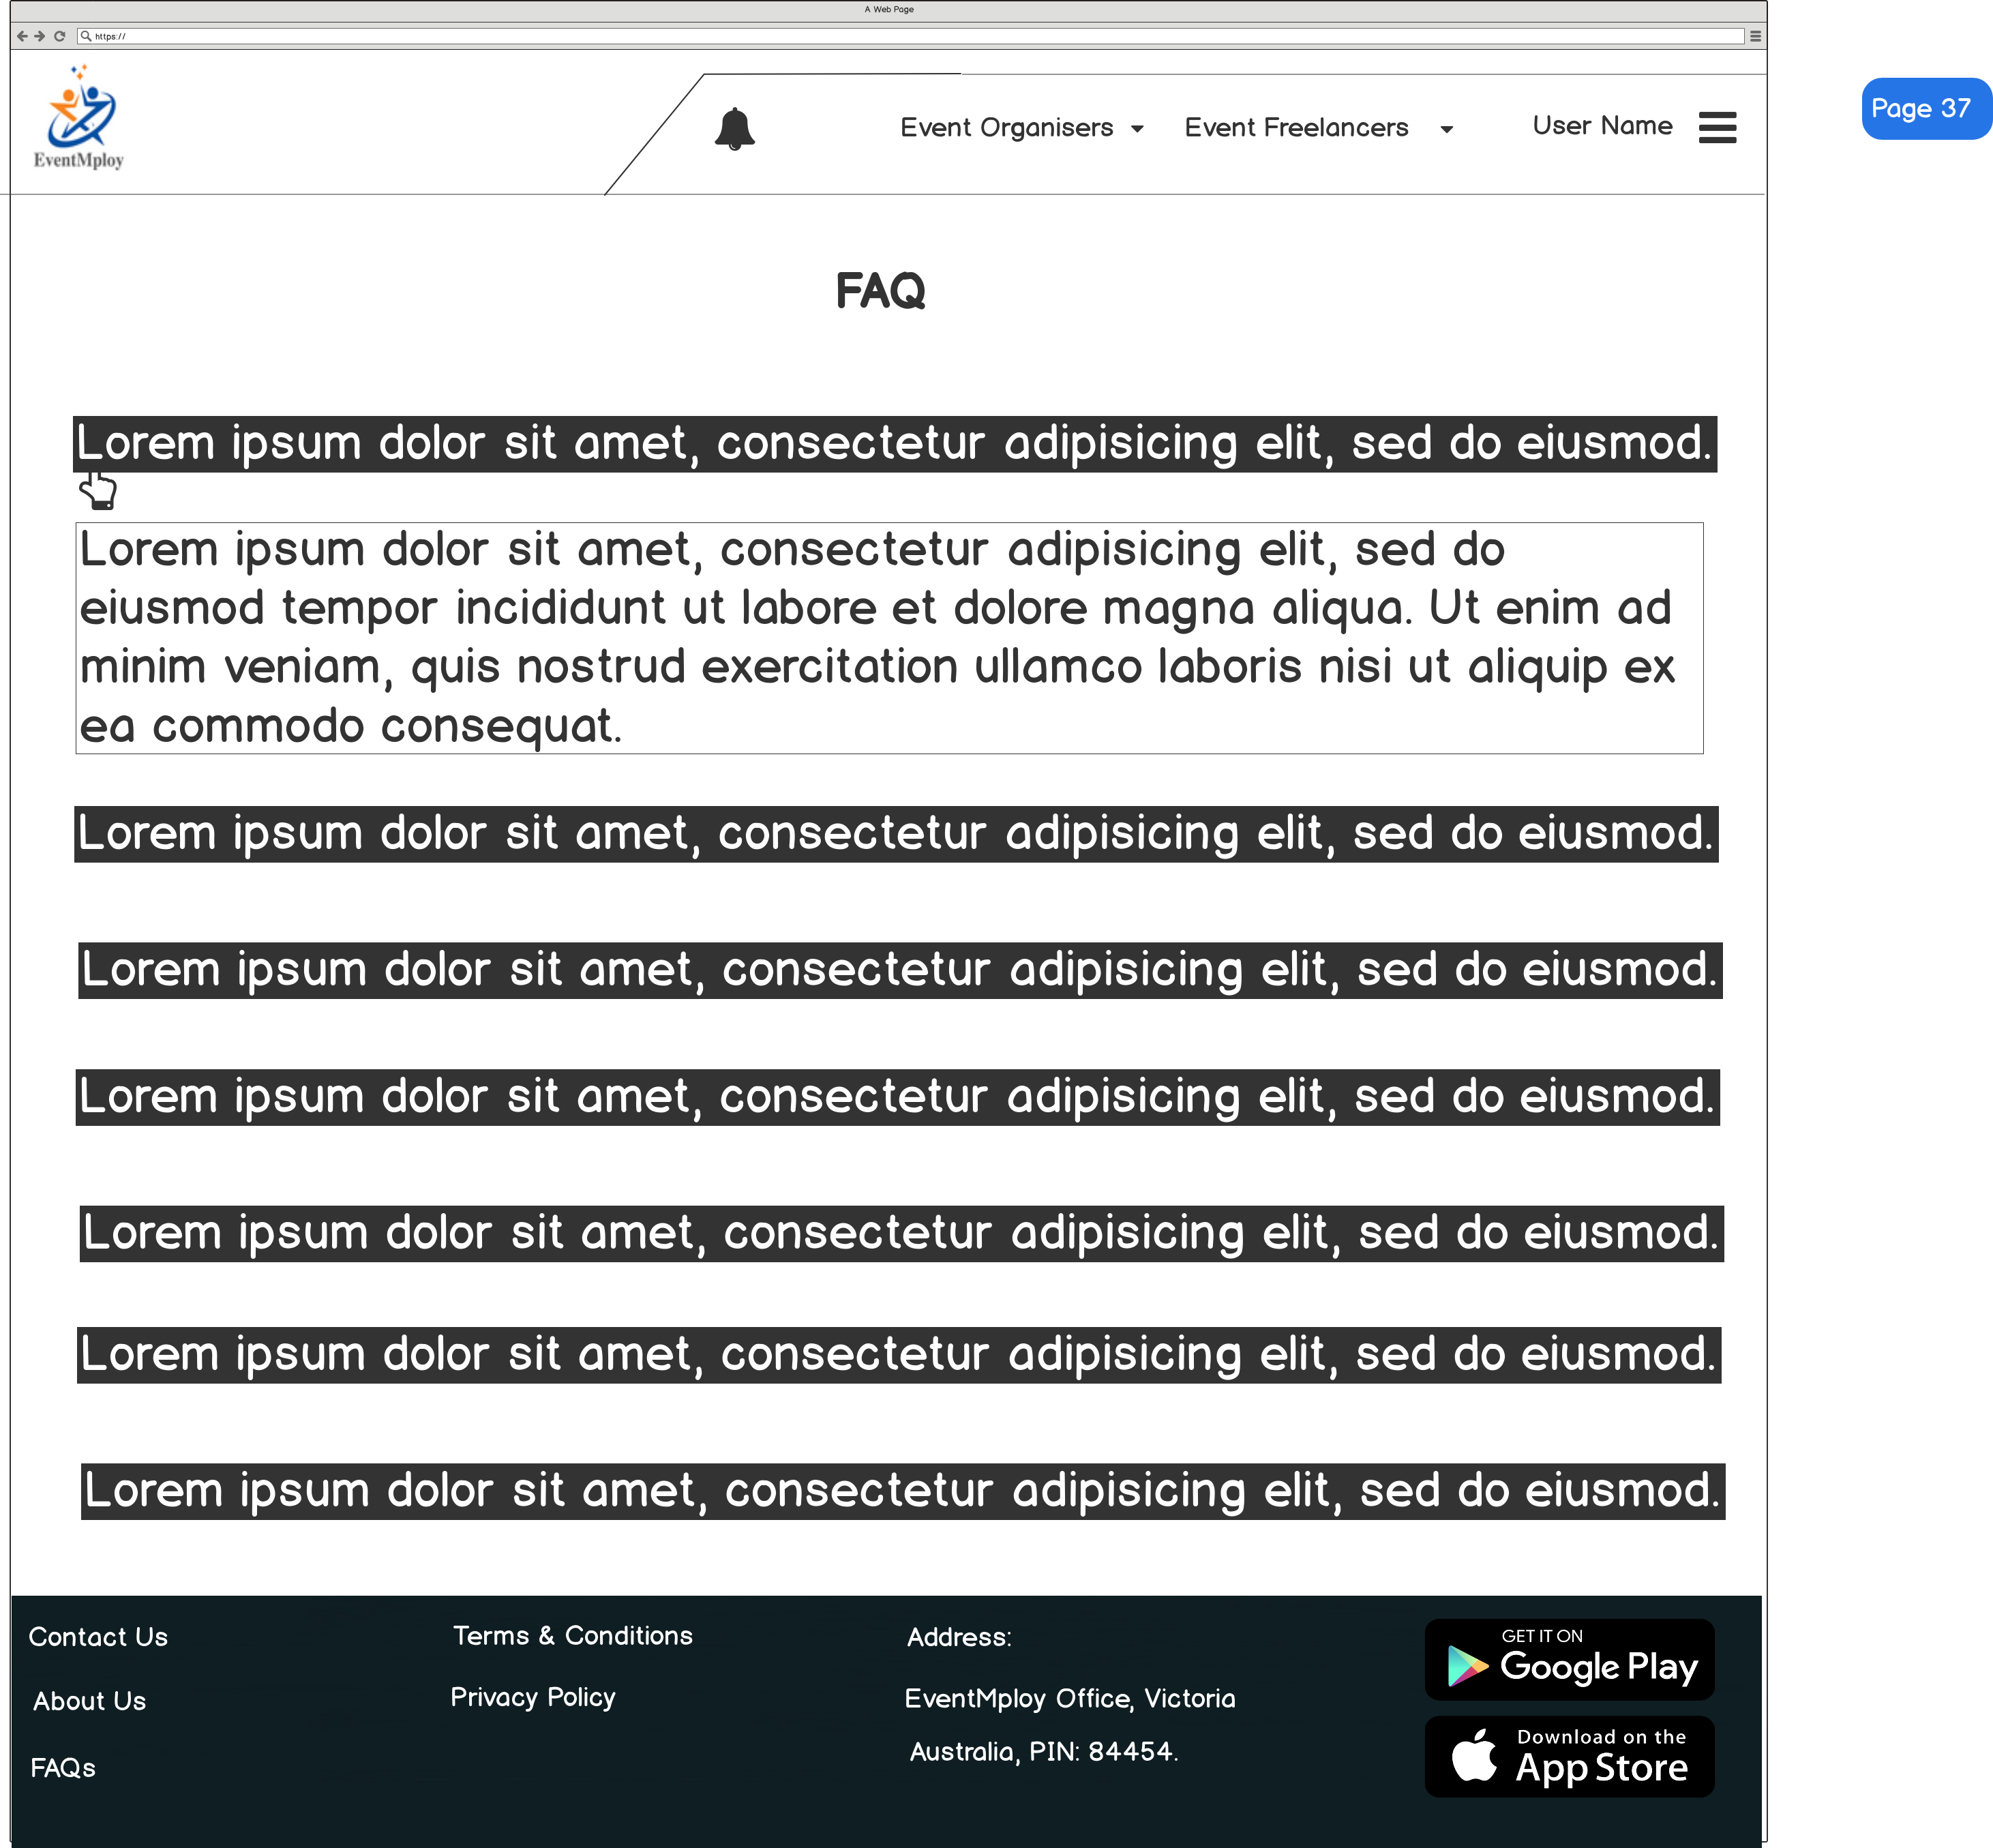 A Web Page
https://
EventMploy
Event Organisers
Event Freelancers
User Name
Page 37
FAQ
Lorem ipsum dolor sit amet, consectetur adipisicing elit, sed do eiusmod.
Lorem ipsum dolor sit amet, consectetur adipisicing elit, sed do
eiusmod tempor incididunt ut labore et dolore magna aliqua. Ut enim ad
minim veniam, quis nostrud exercitation ullamco laboris nisi ut aliquip ex
ea commodo consequat.
Lorem ipsum dolor sit amet, consectetur adipisicing elit, sed do eiusmod.
Lorem ipsum dolor sit amet, consectetur adipisicing elit, sed do eiusmod.
Lorem ipsum dolor sit amet, consectetur adipisicing elit, sed do eiusmod.
Lorem ipsum dolor sit amet, consectetur adipisicing elit, sed do eiusmod.
Lorem ipsum dolor sit amet, consectetur adipisicing elit, sed do eiusmod.
Lorem ipsum dolor sit amet, consectetur adipisicing elit, sed do eiusmod.
Contact Us
About Us
FAQs
Terms & Conditions
Privacy Policy
Address:
EventMploy Office, Victoria
Australia, PIN: 84454.
GET IT ON
Google Play
Download on the
App Store